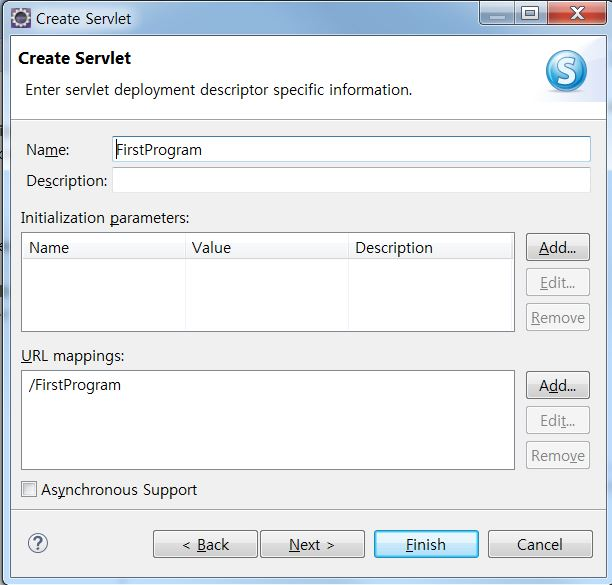 Create Servlet
Create Servlet
Enter servlet deployment descriptor specific information.
S
Name: FirstProgram
Description:
Initialization parameters:
Name Value Description
Add...
Edit...
Remove
URL mappings:
/FirstProgram
Add...
Edit...
Remove
Asynchronous Support
? < Back Next > Finish Cancel